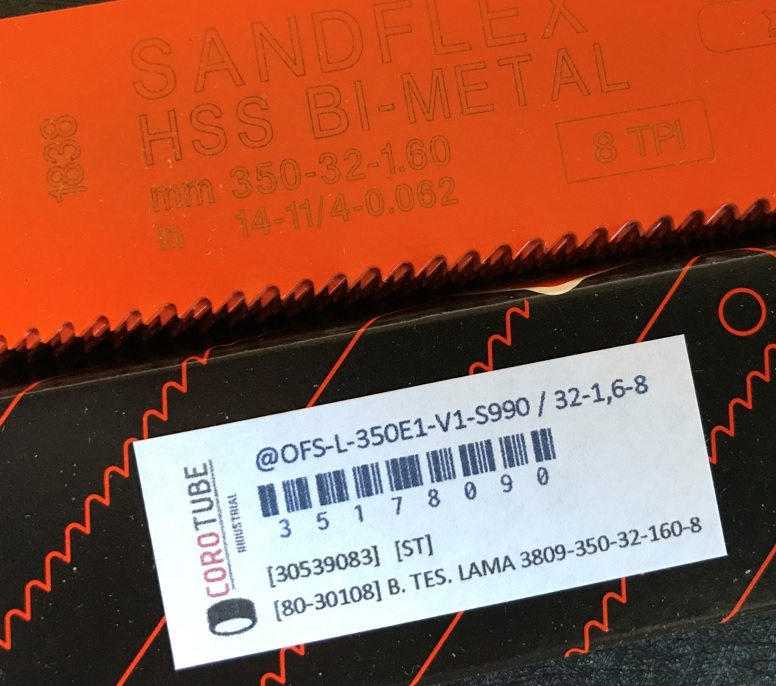 SANDFLEX
HSS BI-METAL
mm 350-32-1.60
in 14-11/4-0.062
8 TPI
1838
@OFS-L-350E1-V1-S990 / 32-1,6-8
3 5 1 7 8 0 9 0
[30539083] [ST]
[80-30108] B. TES. LAMA 3809-350-32-160-8
COROTUBE
INDUSTRIAL